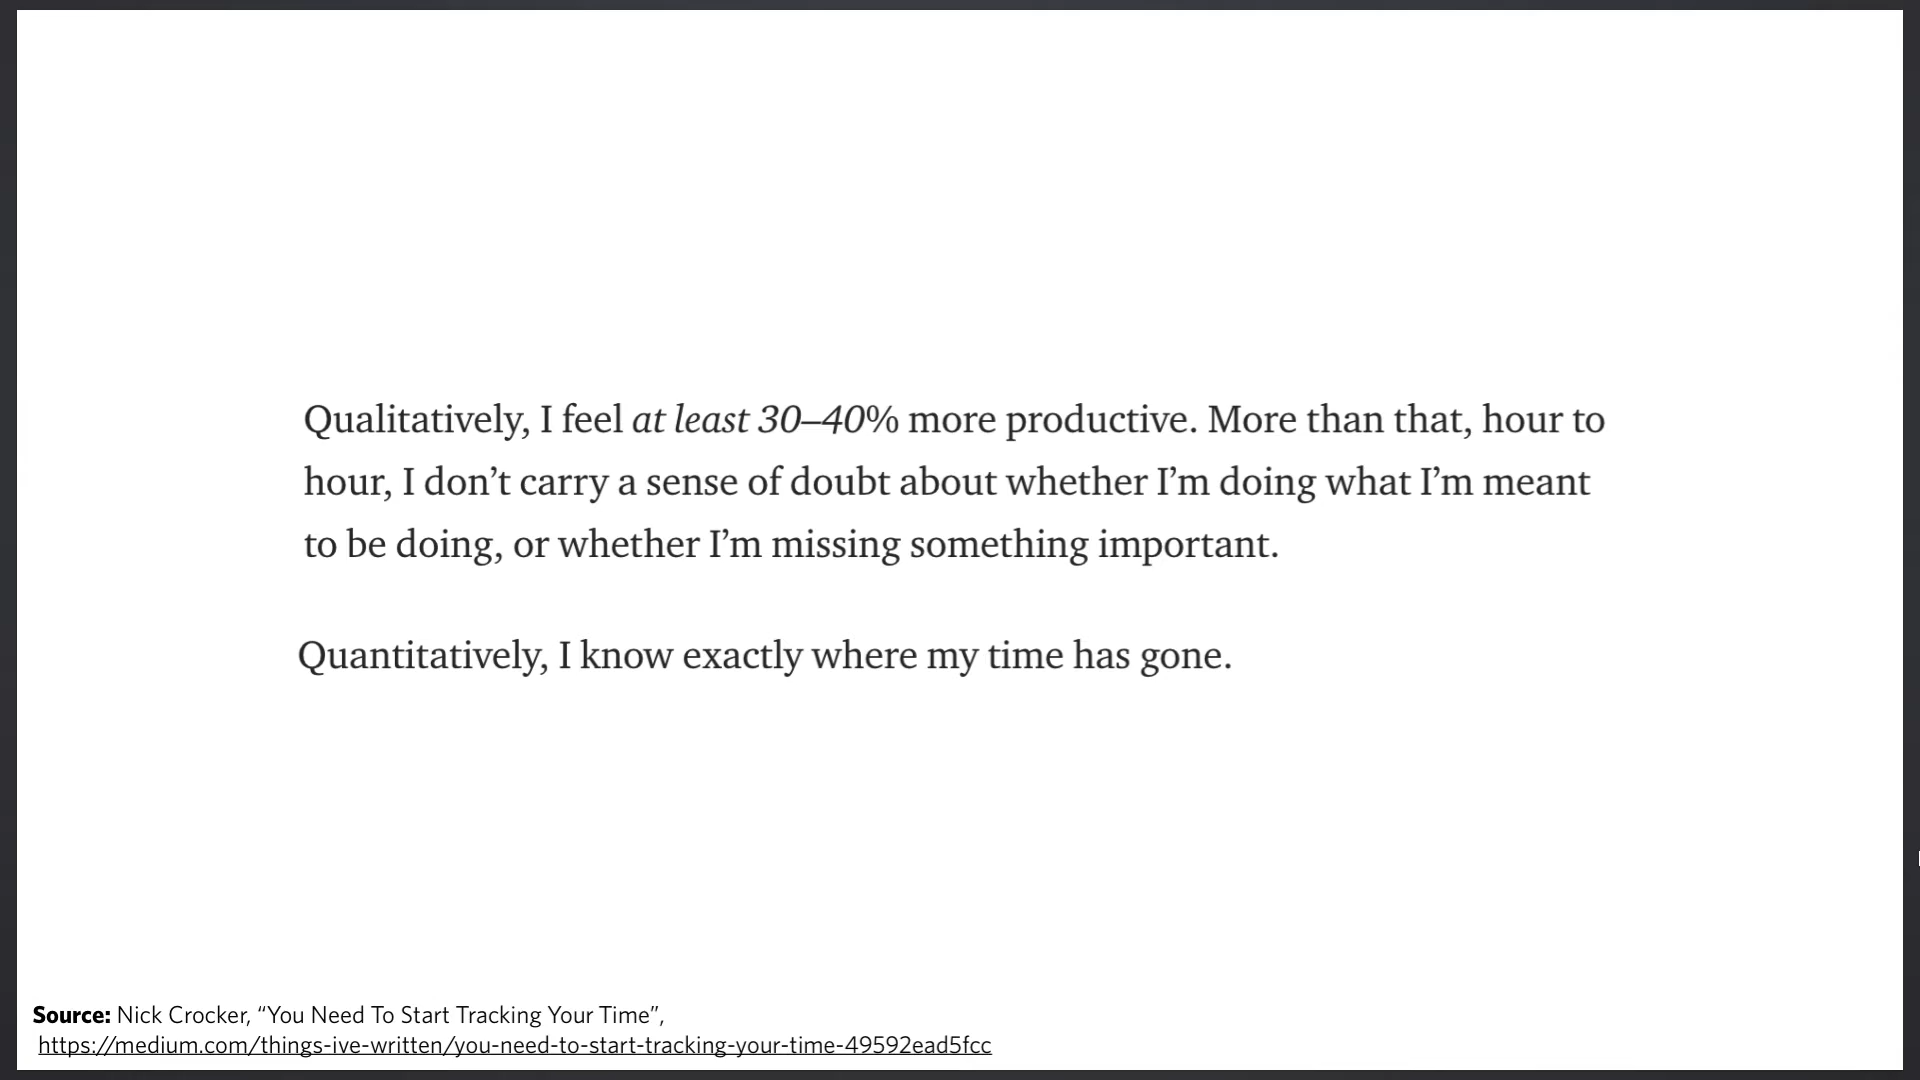 Qualitatively, I feel at least 30–40% more productive. More than that, hour to
hour, I don’t carry a sense of doubt about whether I’m doing what I’m meant
to be doing, or whether I’m missing something important.
Quantitatively, I know exactly where my time has gone.
Source: Nick Crocker, “You Need To Start Tracking Your Time”,
https://medium.com/things-ive-written/you-need-to-start-tracking-your-time-49592ead5fcc